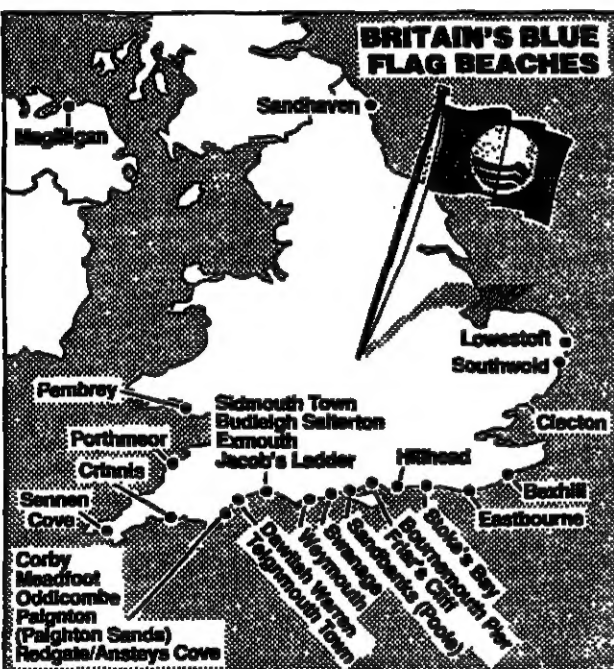 BRITAIN'S BLUE
FLAG BEACHES
Sandhaven
Magilligan
Lowestoft
Southwold
Pembrey
Sidmouth Town
Budleigh Salterton
Exmouth
Jacob's Ladder
Clacton
Porthmeor
Crinnis
Hillhead
Sennen
Cove
Bexhill
Eastbourne
Corby
Meadfoot
Oddicombe
Paignton
(Paighton Sands)
Redgate/Ansteys Cove
Dawlish Warren
Teignmouth Town
Weymouth
Swanage
Sandbanks (Poole)
Friar's Cliff
Bournemouth Pier
Stoke's Bay